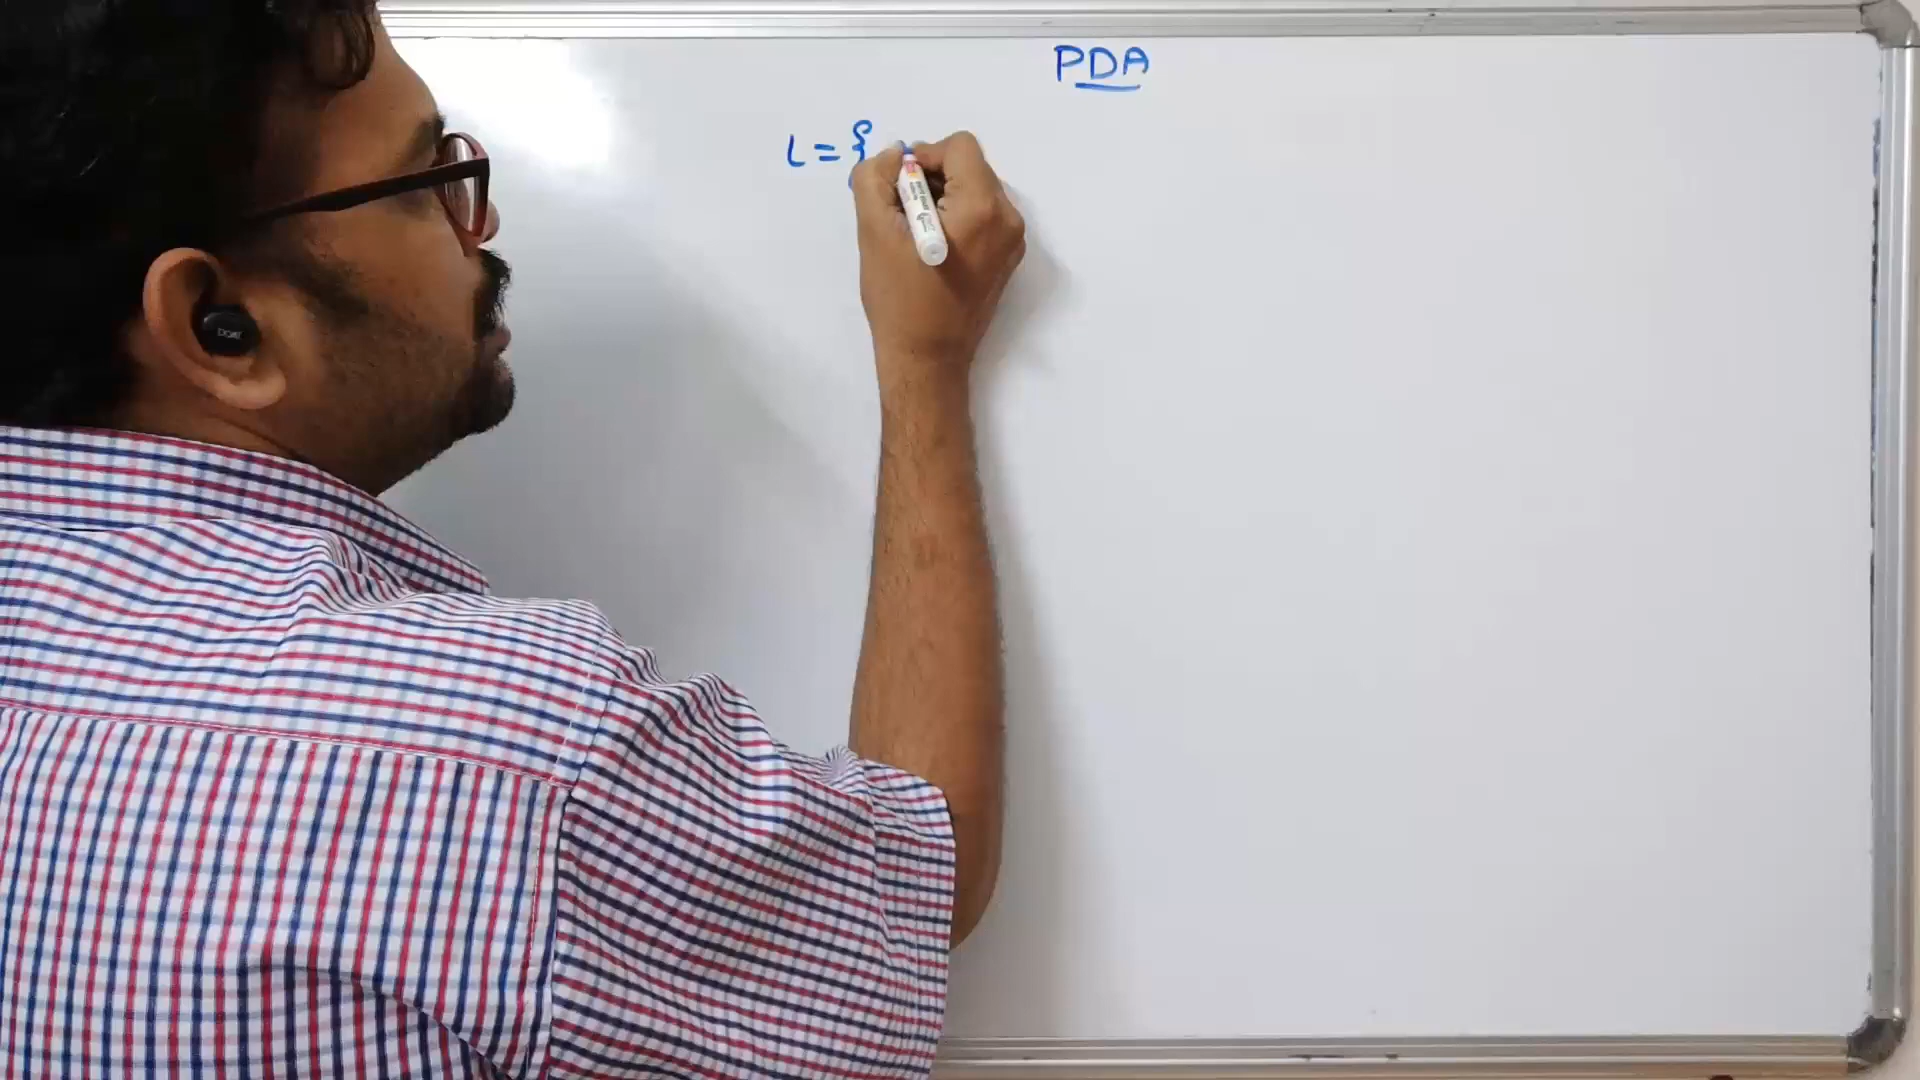 PDA
L = {